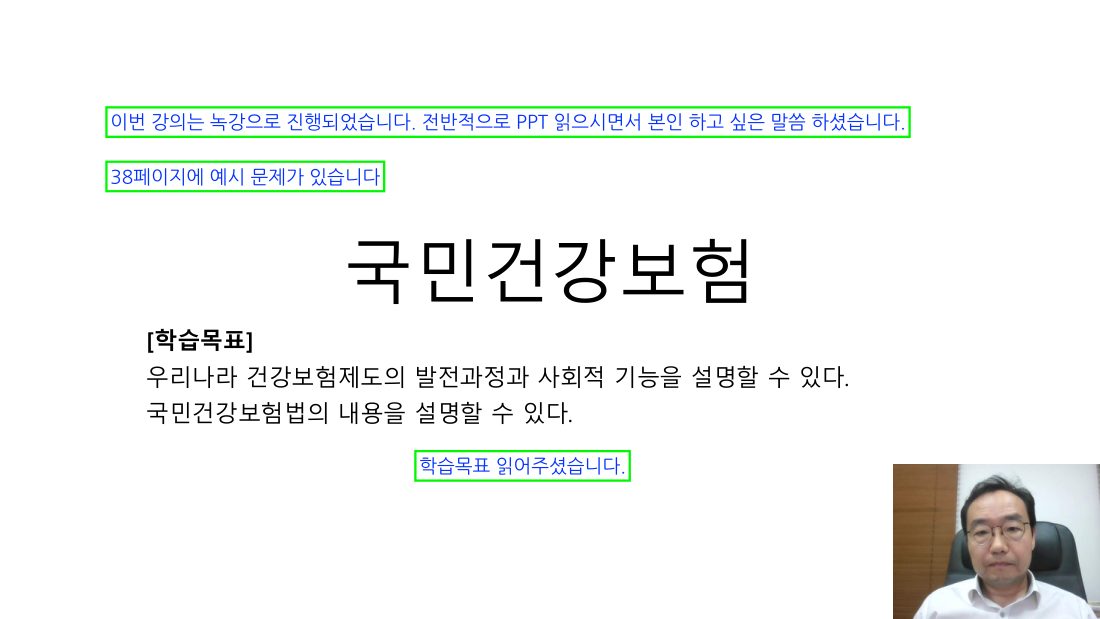 이번 강의는 녹강으로 진행되었습니다. 전반적으로 PPT 읽으시면서 본인 하고 싶은 말씀 하셨습니다.
38페이지에 예시 문제가 있습니다
국민건강보험
[학습목표]
우리나라 건강보험제도의 발전과정과 사회적 기능을 설명할 수 있다.
국민건강보험법의 내용을 설명할 수 있다.
학습목표 읽어주셨습니다.